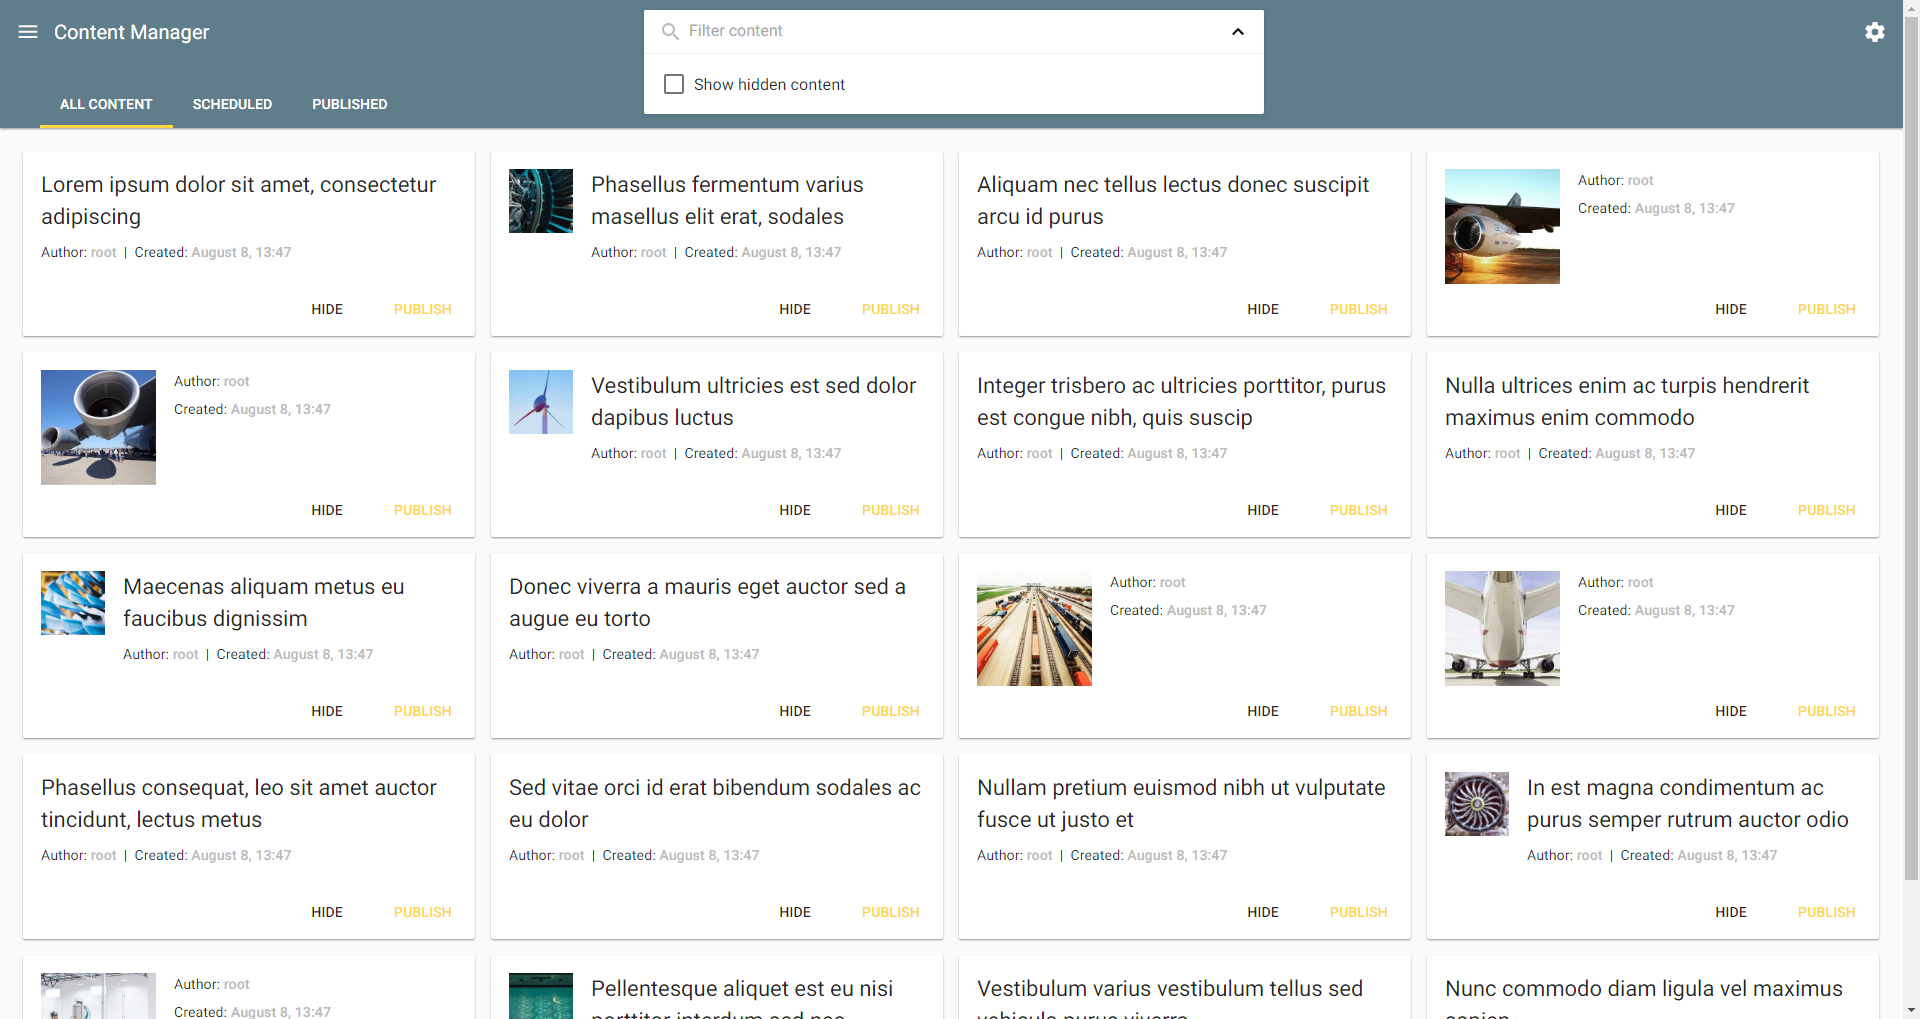 Content Manager
Filter content
Show hidden content
ALL CONTENT
SCHEDULED
PUBLISHED
Lorem ipsum dolor sit amet, consectetur
adipiscing
Author: root | Created: August 8, 13:47
HIDE
PUBLISH
Phasellus fermentum varius
masellus elit erat, sodales
Author: root | Created: August 8, 13:47
HIDE
PUBLISH
Aliquam nec tellus lectus donec suscipit
arcu id purus
Author: root | Created: August 8, 13:47
HIDE
PUBLISH
Author: root
Created: August 8, 13:47
HIDE
PUBLISH
Author: root
Created: August 8, 13:47
HIDE
PUBLISH
Vestibulum ultricies est sed dolor
dapibus luctus
Author: root | Created: August 8, 13:47
HIDE
PUBLISH
Integer trisbero ac ultricies porttitor, purus
est congue nibh, quis suscip
Author: root | Created: August 8, 13:47
HIDE
PUBLISH
Nulla ultrices enim ac turpis hendrerit
maximus enim commodo
Author: root | Created: August 8, 13:47
HIDE
PUBLISH
Maecenas aliquam metus eu
faucibus dignissim
Author: root | Created: August 8, 13:47
HIDE
PUBLISH
Donec viverra a mauris eget auctor sed a
augue eu torto
Author: root | Created: August 8, 13:47
HIDE
PUBLISH
Author: root
Created: August 8, 13:47
HIDE
PUBLISH
Author: root
Created: August 8, 13:47
HIDE
PUBLISH
Phasellus consequat, leo sit amet auctor
tincidunt, lectus metus
Author: root | Created: August 8, 13:47
HIDE
PUBLISH
Sed vitae orci id erat bibendum sodales ac
eu dolor
Author: root | Created: August 8, 13:47
HIDE
PUBLISH
Nullam pretium euismod nibh ut vulputate
fusce ut justo et
Author: root | Created: August 8, 13:47
HIDE
PUBLISH
In est magna condimentum ac
purus semper rutrum auctor odio
Author: root | Created: August 8, 13:47
HIDE
PUBLISH
Author: root
Created: August 8, 13:47
Pellentesque aliquet est eu nisi
porttitor interdum sed nec
Vestibulum varius vestibulum tellus sed
vehicula purus viverra
Nunc commodo diam ligula vel maximus
sapien